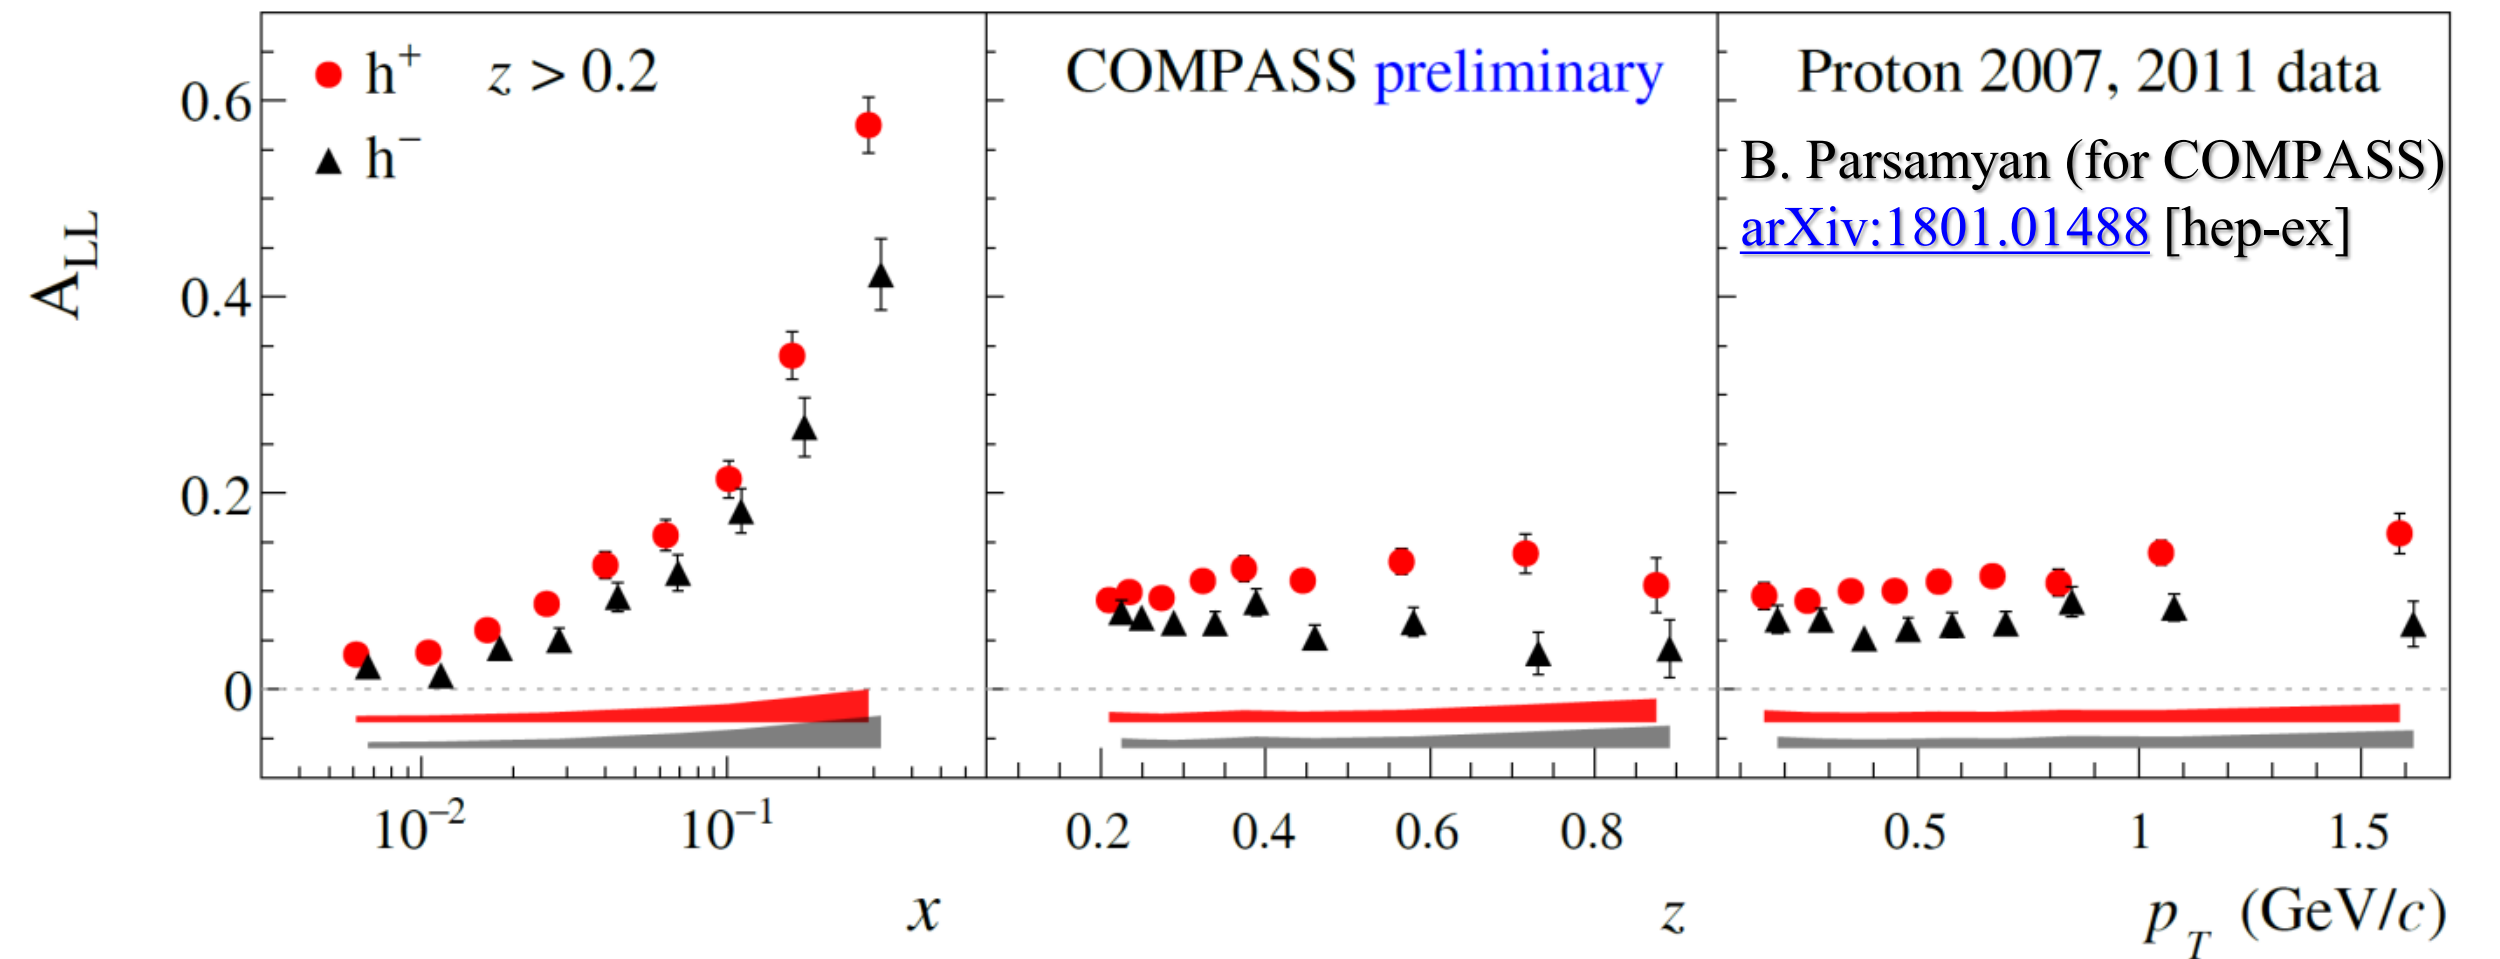 h⁺ z > 0.2
h⁻
COMPASS preliminary
Proton 2007, 2011 data
B. Parsamyan (for COMPASS)
arXiv:1801.01488 [hep-ex]
A_LL
0.6
0.4
0.2
0
10⁻² 10⁻¹
0.2 0.4 0.6 0.8
0.5 1 1.5
x
z
p_T (GeV/c)